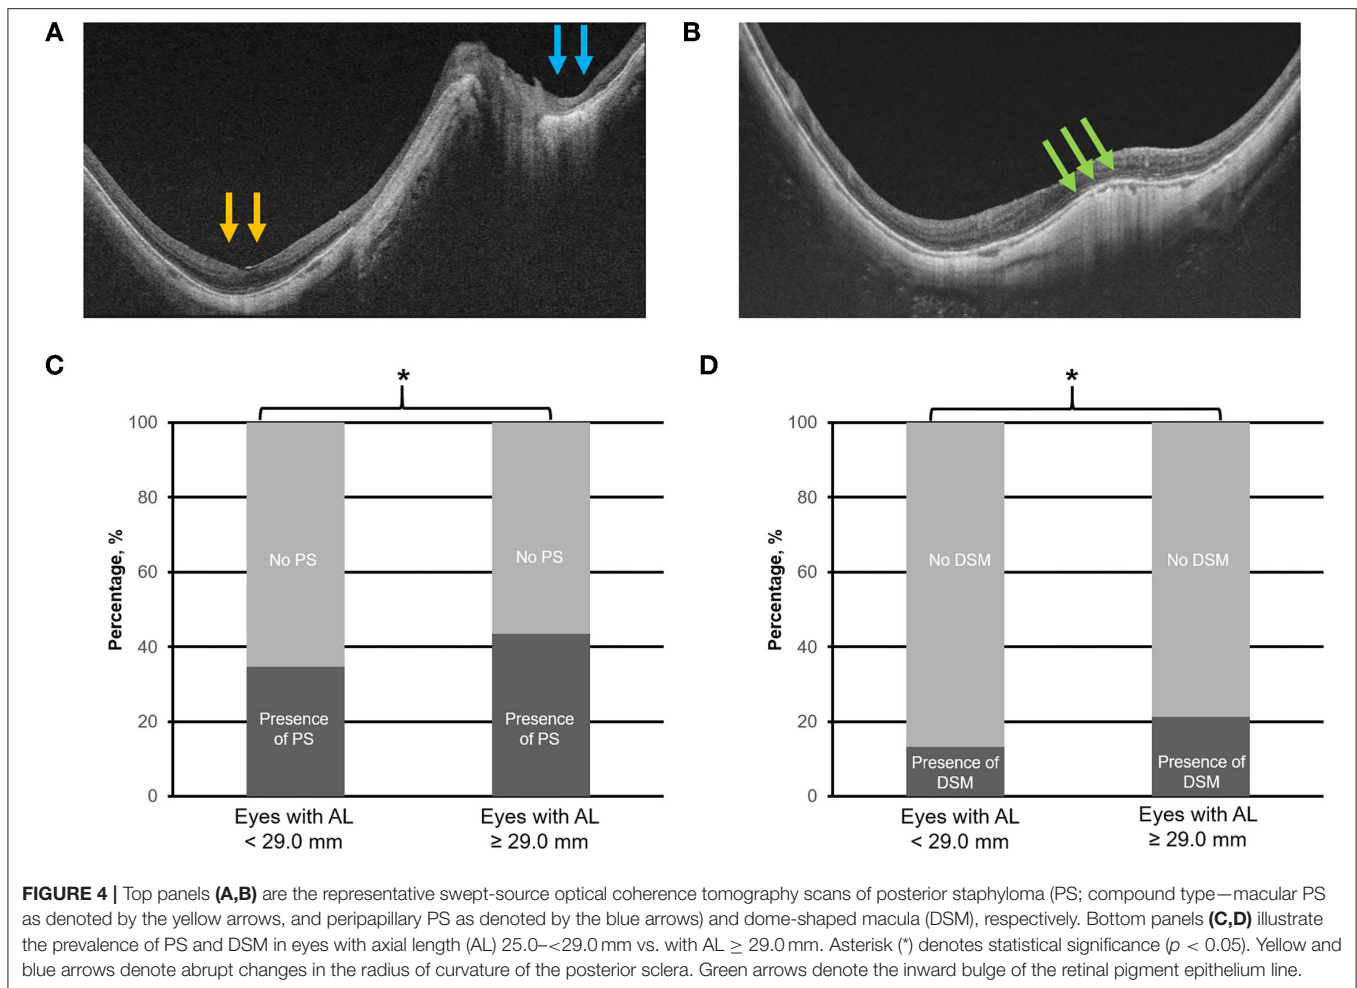 A
B
C
D
*
*
100
80
60
40
20
0
Percentage, %
No PS
No PS
Presence
of PS
Presence
of PS
Eyes with AL
< 29.0 mm
Eyes with AL
≥ 29.0 mm
100
80
60
40
20
0
Percentage, %
No DSM
No DSM
Presence of
DSM
Presence of
DSM
Eyes with AL
< 29.0 mm
Eyes with AL
≥ 29.0 mm
FIGURE 4 | Top panels (A,B) are the representative swept-source optical coherence tomography scans of posterior staphyloma (PS; compound type—macular PS
as denoted by the yellow arrows, and peripapillary PS as denoted by the blue arrows) and dome-shaped macula (DSM), respectively. Bottom panels (C,D) illustrate
the prevalence of PS and DSM in eyes with axial length (AL) 25.0–<29.0 mm vs. with AL ≥ 29.0 mm. Asterisk (*) denotes statistical significance (p < 0.05). Yellow and
blue arrows denote abrupt changes in the radius of curvature of the posterior sclera. Green arrows denote the inward bulge of the retinal pigment epithelium line.